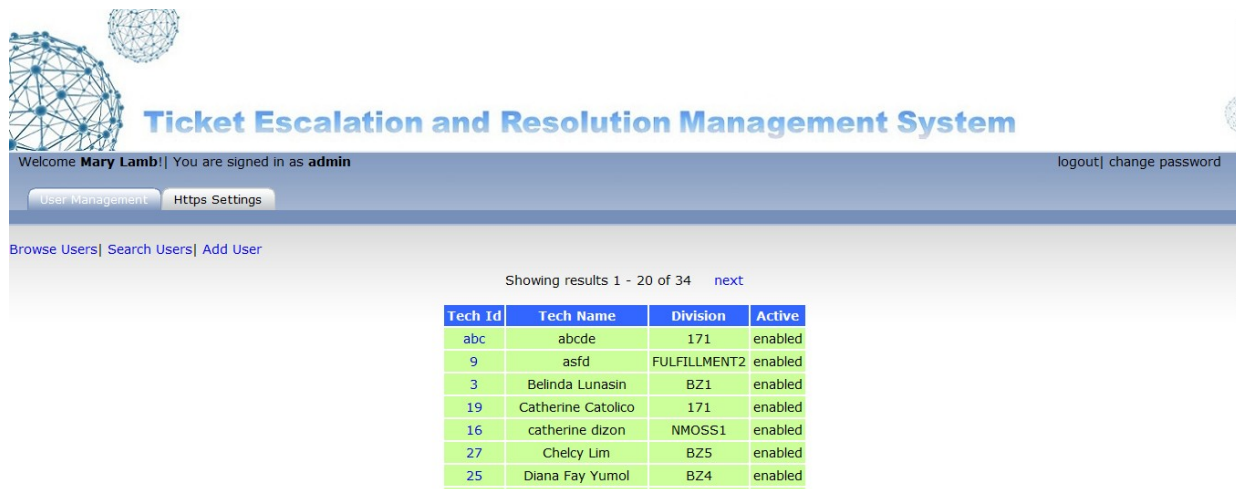 Ticket Escalation and Resolution Management System
Welcome Mary Lamb!| You are signed in as admin logout| change password
User Management Https Settings
Browse Users| Search Users| Add User
Showing results 1 - 20 of 34 next
Tech Id Tech Name Division Active
abc abcde 171 enabled
9 asfd FULFILLMENT2 enabled
3 Belinda Lunasin BZ1 enabled
19 Catherine Catolico 171 enabled
16 catherine dizon NMOSS1 enabled
27 Chelcy Lim BZ5 enabled
25 Diana Fay Yumol BZ4 enabled